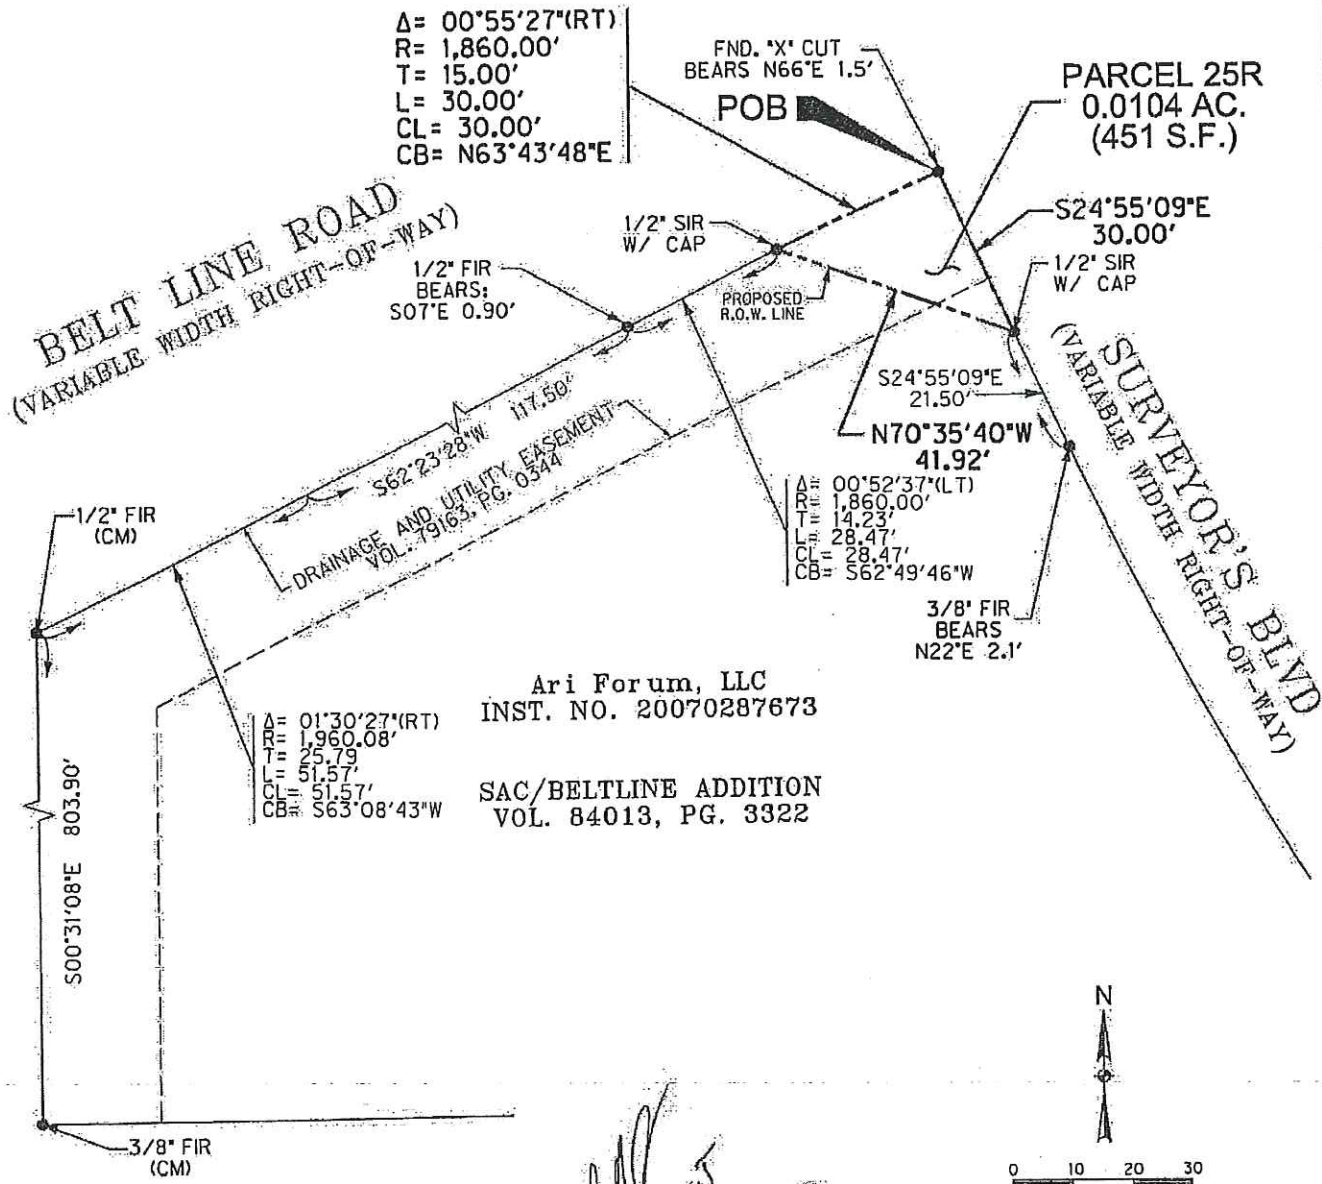 Δ= 00°55'27"(RT)
R= 1,860.00'
T= 15.00'
L= 30.00'
CL= 30.00'
CB= N63°43'48"E
FND. "X" CUT
BEARS N66°E 1.5'
POB
PARCEL 25R
0.0104 AC.
(451 S.F.)
BELT LINE ROAD
(VARIABLE WIDTH RIGHT-OF-WAY)
1/2" SIR
W/ CAP
S24°55'09"E
30.00'
1/2" FIR
BEARS:
S07°E 0.90'
1/2" SIR
W/ CAP
PROPOSED
R.O.W. LINE
SURVEYOR'S BLVD
(VARIABLE WIDTH RIGHT-OF-WAY)
S24°55'09"E
21.50'
N70°35'40"W
41.92'
S62°23'28"W 117.50'
DRAINAGE AND UTILITY EASEMENT
VOL. 79163, PG. 0344
Δ= 00°52'37"(LT)
R= 1,860.00'
T= 14.23'
L= 28.47'
CL= 28.47'
CB= S62°49'46"W
1/2" FIR
(CM)
3/8" FIR
BEARS
N22°E 2.1'
Ari Forum, LLC
INST. NO. 20070287673
Δ= 01°30'27"(RT)
R= 1,960.08'
T= 25.79
L= 51.57'
CL= 51.57'
CB= S63°08'43"W
SAC/BELTLINE ADDITION
VOL. 84013, PG. 3322
S00°31'08"E 803.90'
N
3/8" FIR
(CM)
0 10 20 30